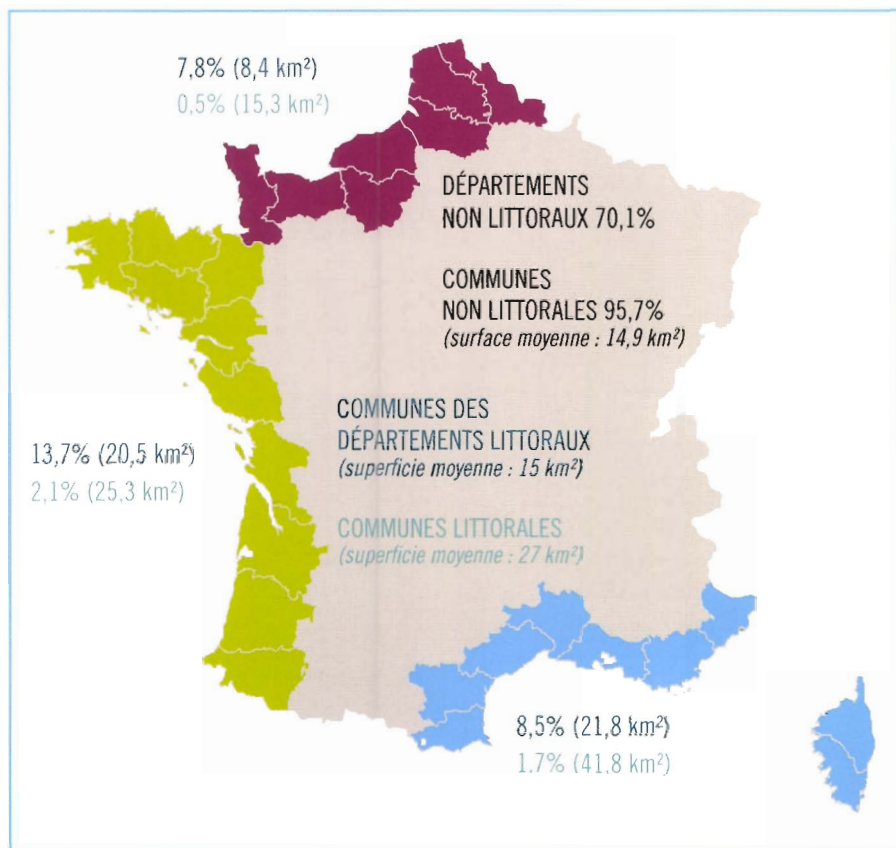 7,8% (8,4 km²)
0,5% (15,3 km²)
DÉPARTEMENTS
NON LITTORAUX 70,1%
COMMUNES
NON LITTORALES 95,7%
(surface moyenne : 14,9 km²)
COMMUNES DES
DÉPARTEMENTS LITTORAUX
(superficie moyenne : 15 km²)
13,7% (20,5 km²)
2,1% (25,3 km²)
COMMUNES LITTORALES
(superficie moyenne : 27 km²)
8,5% (21,8 km²)
1.7% (41,8 km²)